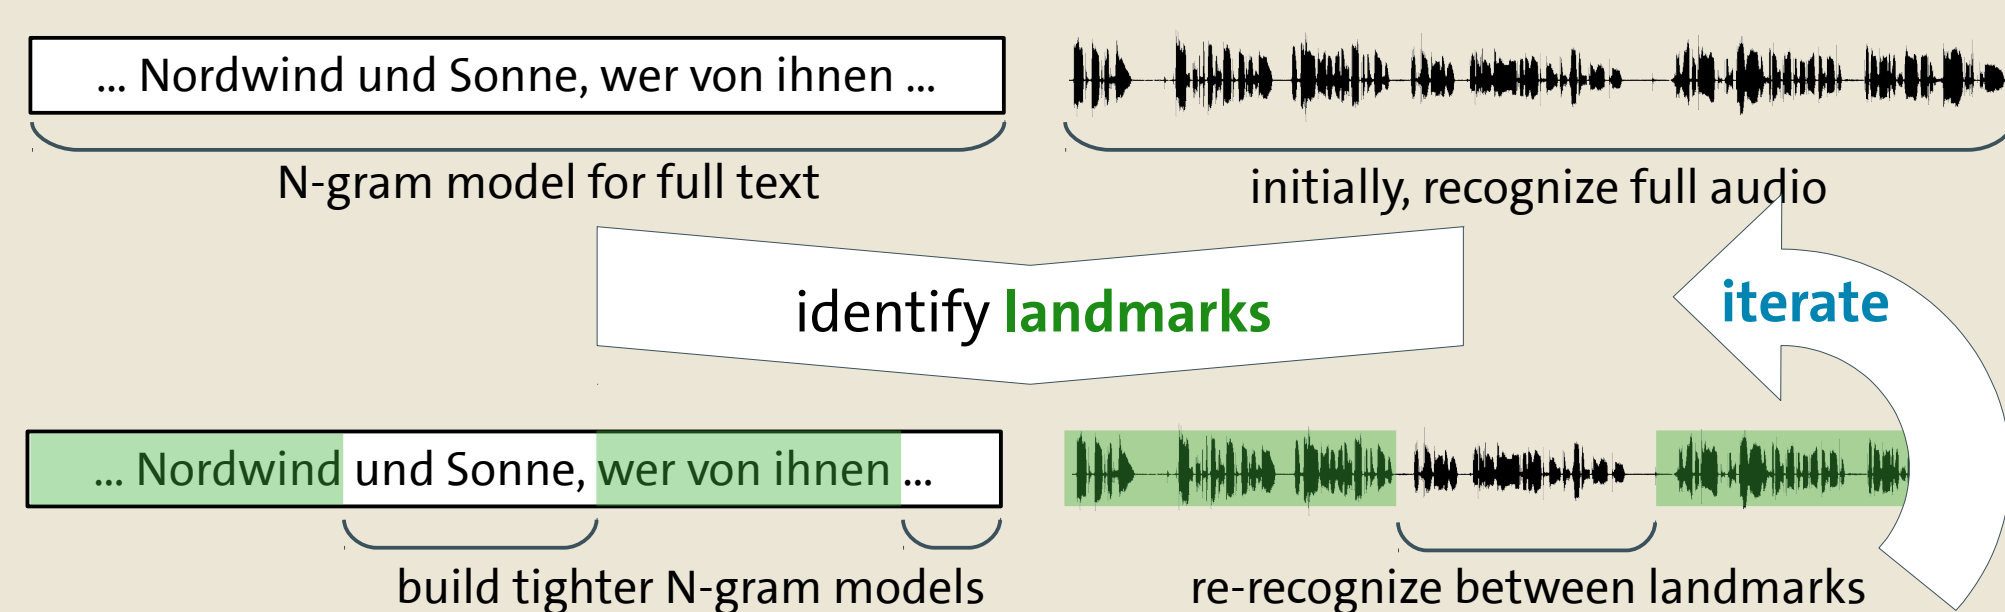 ... Nordwind und Sonne, wer von ihnen ...
N-gram model for full text
initially, recognize full audio
identify landmarks
iterate
... Nordwind und Sonne, wer von ihnen ...
build tighter N-gram models
re-recognize between landmarks